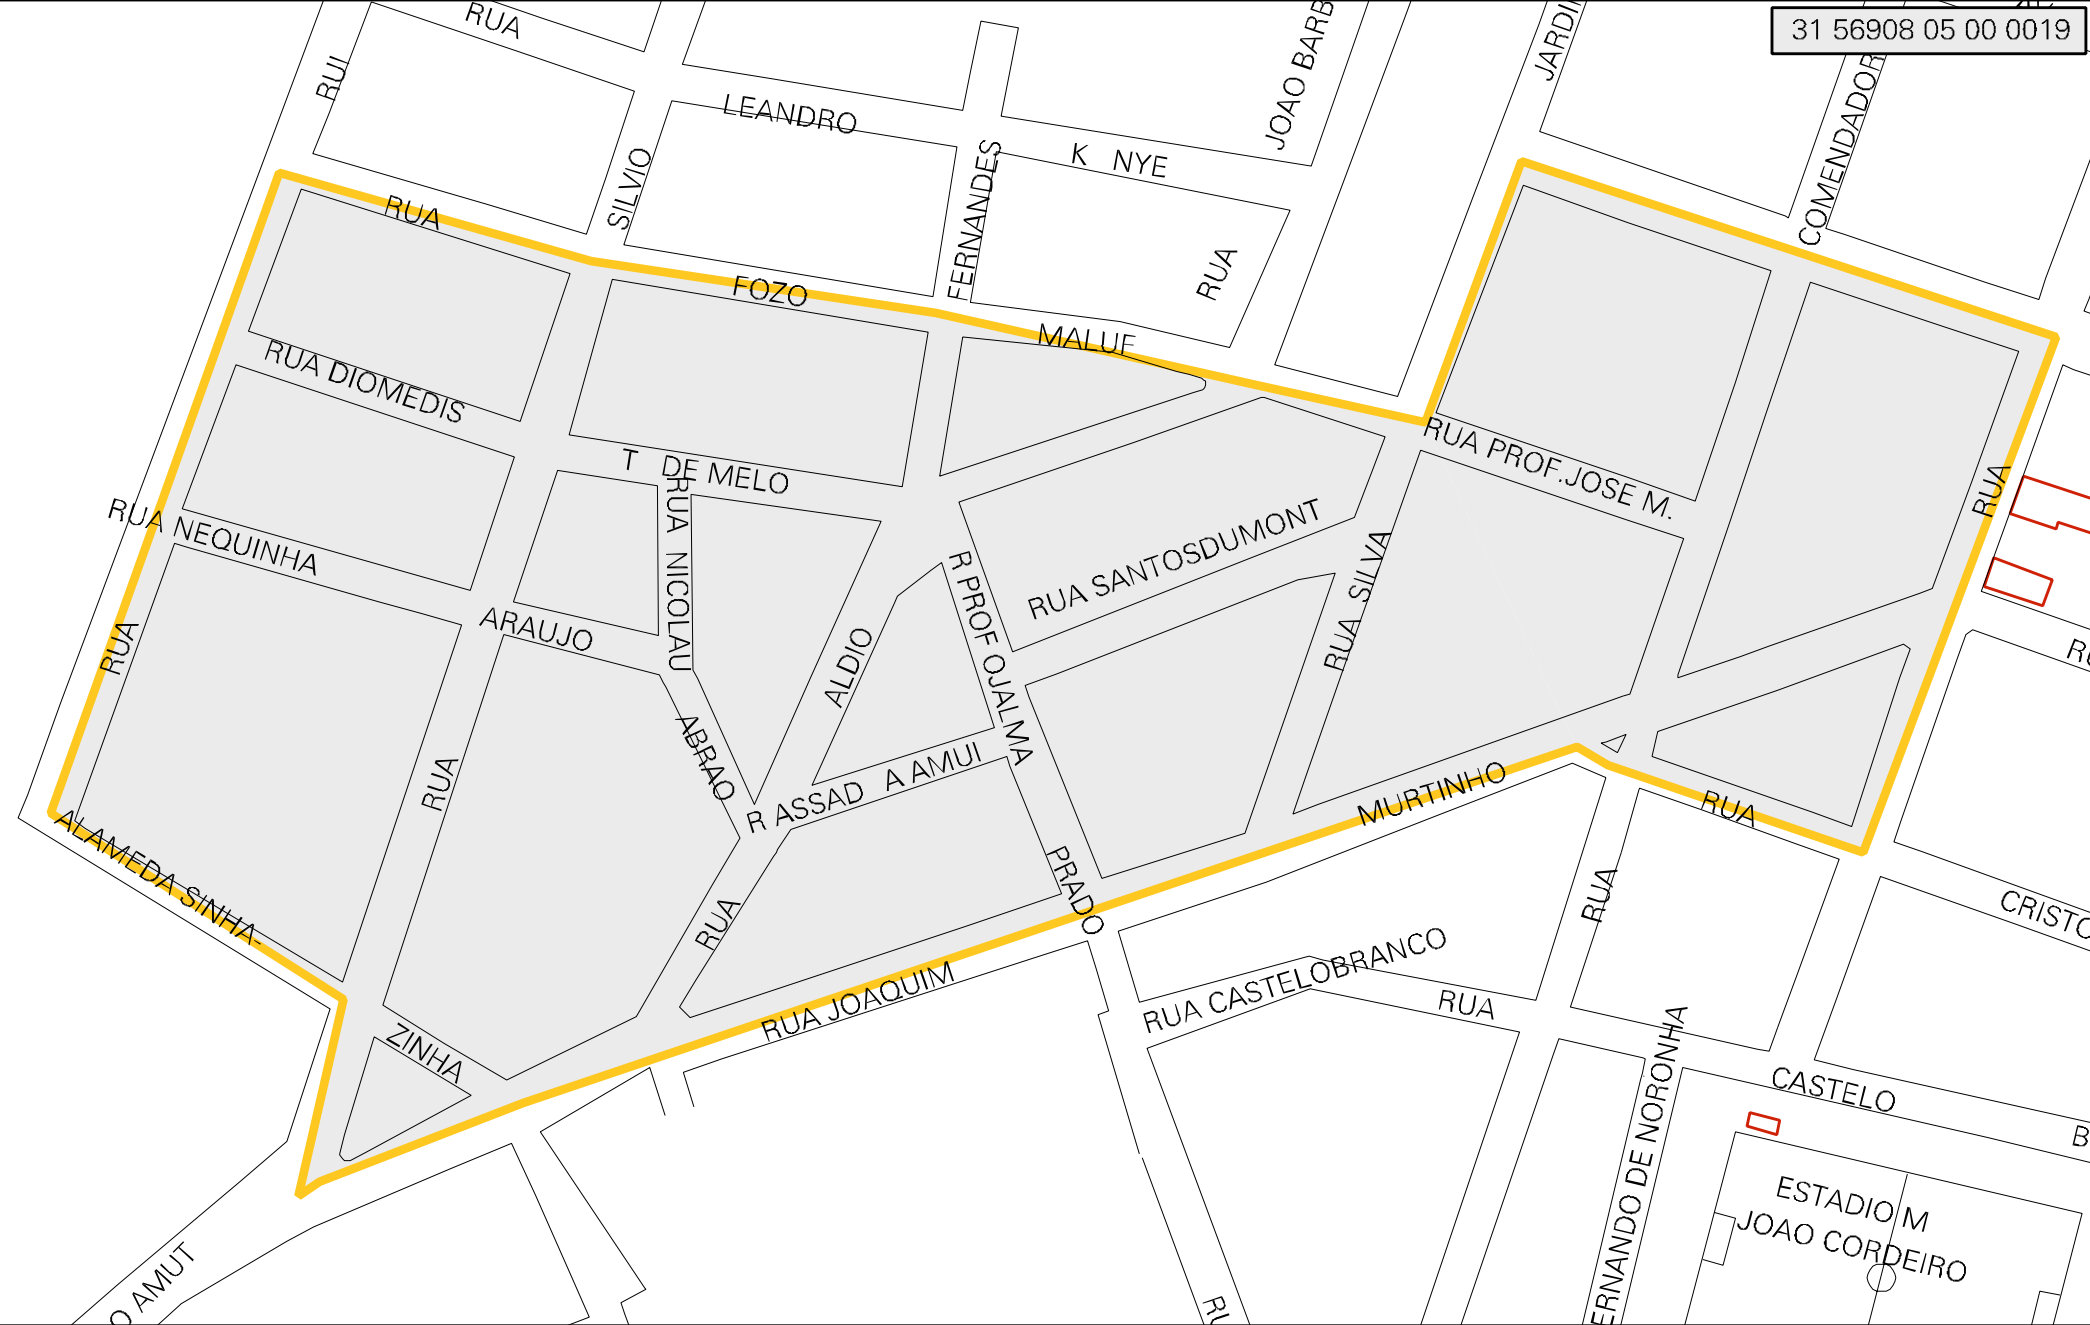 31 56908 05 00 0019
RUA
RUI
LEANDRO
K NYE
JOAO BARB
COMENDADOR
SILVIO
FERNANDES
RUA
RUA
FOZO
MALUF
RUA DIOMEDIS
T DE MELO
RUA PROF.JOSE M.
RUA
RUA NEQUINHA
ARAUJO
RUA NICOLAU
ABRAO
ALDIO
R PROF OJALMA
PRADO
RUA SANTOSDUMONT
RUA SILVA
RUA
RUA
R ASSAD A AMUI
RUA
ALAMEDA SINHA-
ZINHA
RUA JOAQUIM
MURTINHO
RUA
RUA
CRISTO
RUA CASTELOBRANCO
RUA
CASTELO
B
ERNANDO DE NORONHA
ESTADIO M
JOAO CORDEIRO
O AMUT